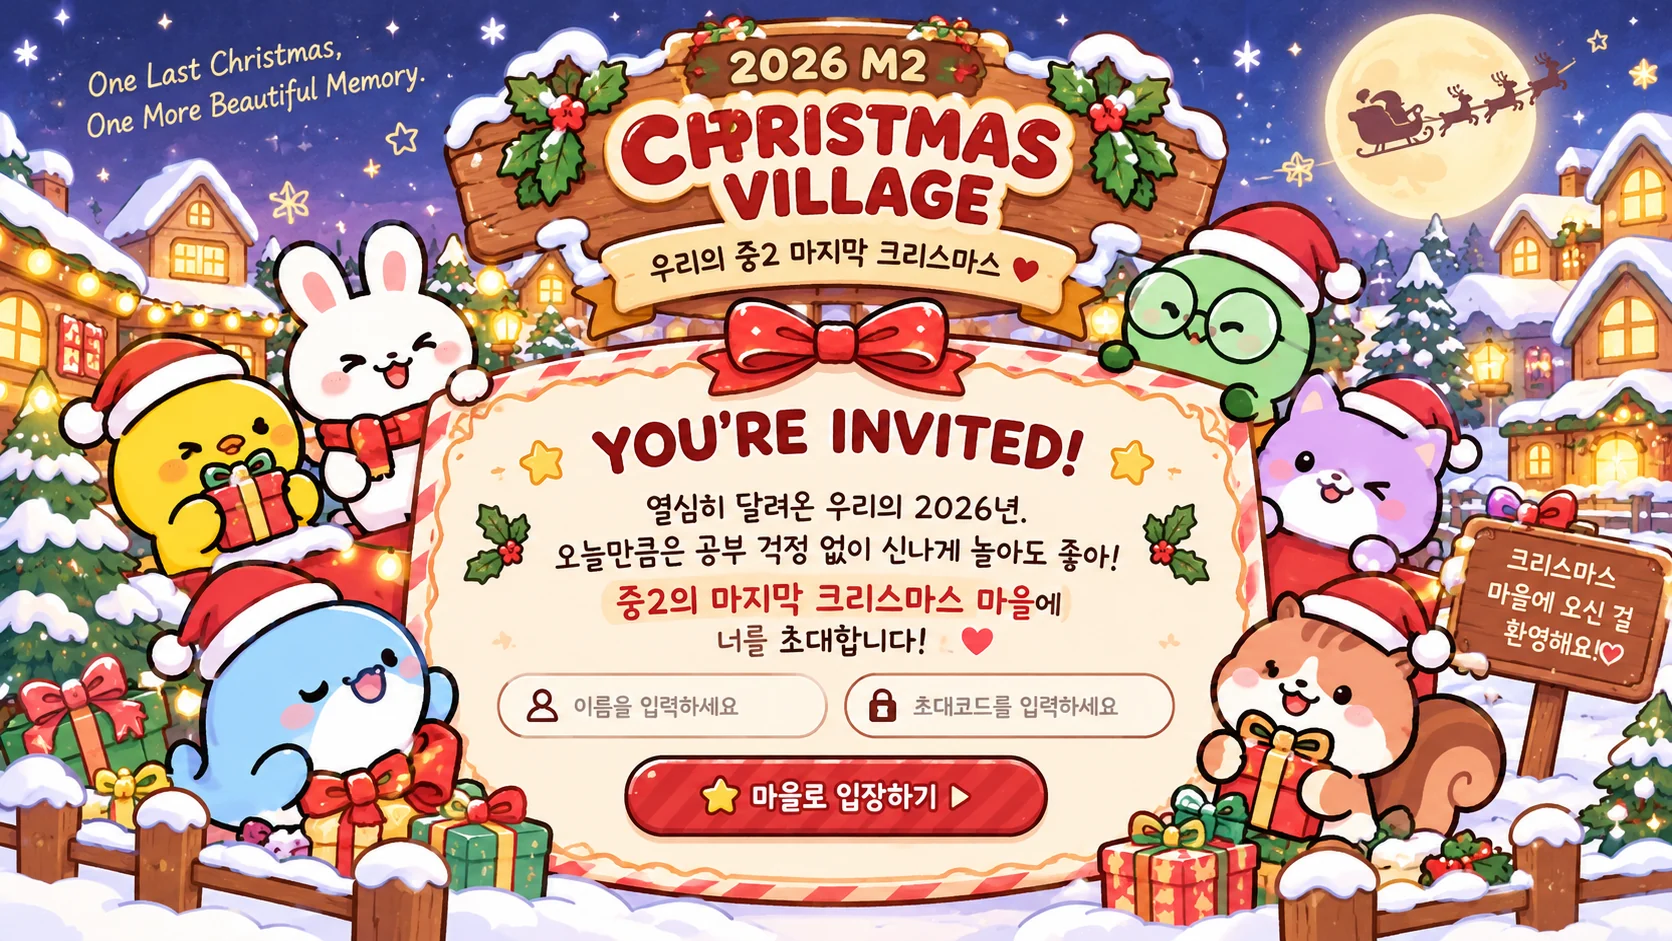 One Last Christmas,
One More Beautiful Memory.
2026 M2
CHRISTMAS
VILLAGE
우리의 중2 마지막 크리스마스
YOU'RE INVITED!
열심히 달려온 우리의 2026년.
오늘만큼은 공부 걱정 없이 신나게 놀아도 좋아!
중2의 마지막 크리스마스 마을에
너를 초대합니다!
이름을 입력하세요
초대코드를 입력하세요
마을로 입장하기
크리스마스
마을에 오신 걸
환영해요!